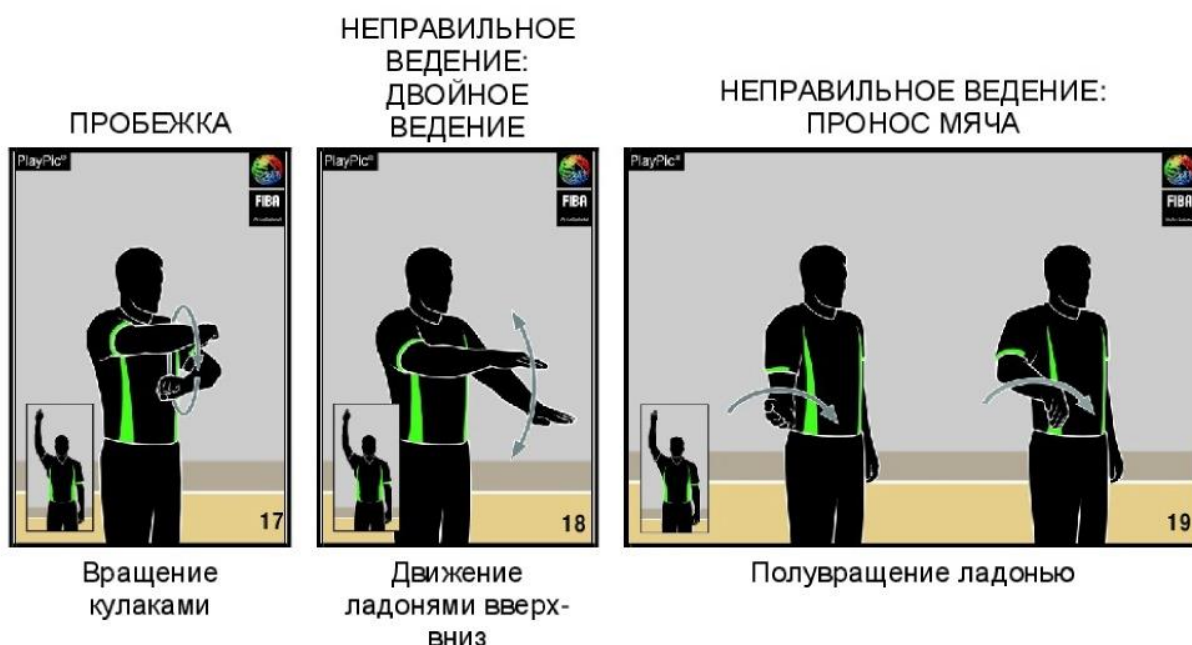 ПРОБЕЖКА
PlayPic®
FIBA
17
Вращение
кулаками
НЕПРАВИЛЬНОЕ
ВЕДЕНИЕ:
ДВОЙНОЕ
ВЕДЕНИЕ
PlayPic®
FIBA
18
Движение
ладонями вверх-
вниз
НЕПРАВИЛЬНОЕ ВЕДЕНИЕ:
ПРОНОС МЯЧА
PlayPic®
FIBA
19
Полувращение ладонью